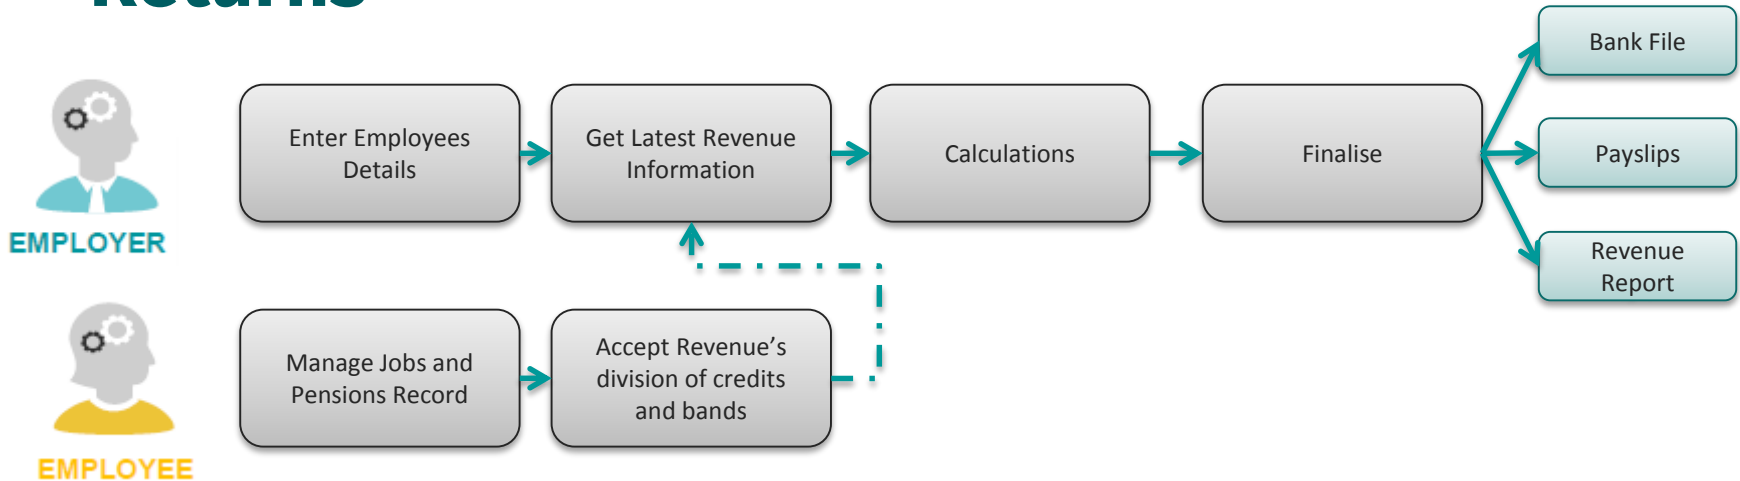 Returns
EMPLOYER
Enter Employees
Details
Get Latest Revenue
Information
Calculations
Finalise
Bank File
Payslips
Revenue
Report
EMPLOYEE
Manage Jobs and
Pensions Record
Accept Revenue’s
division of credits
and bands